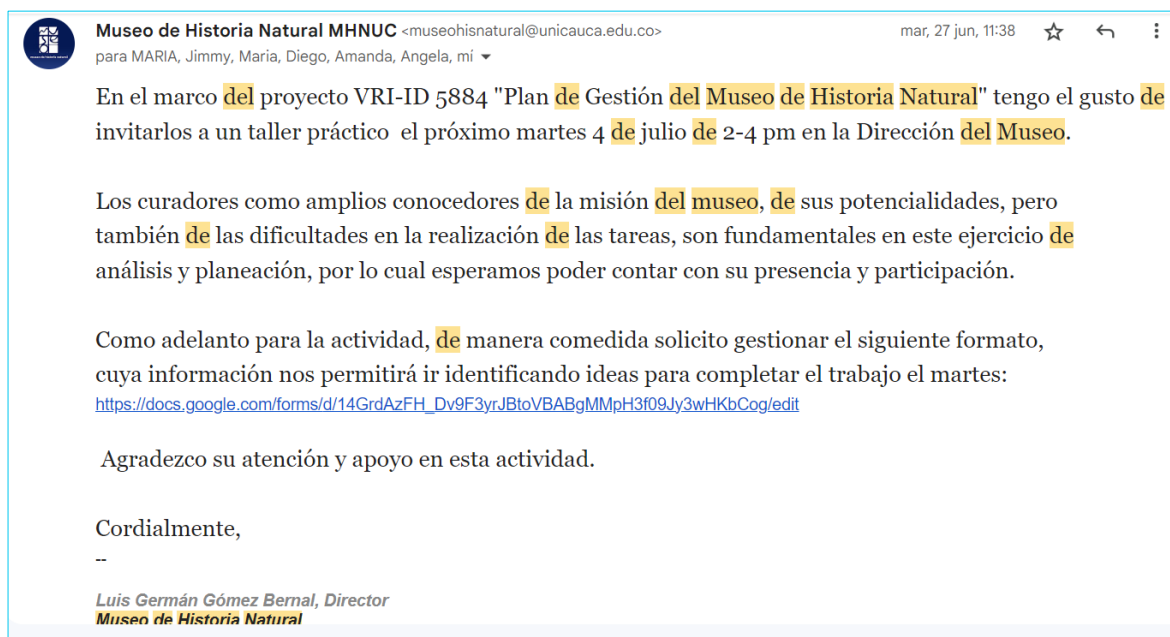 Museo de Historia Natural MHNUC <museohisnatural@unicauca.edu.co> mar, 27 jun, 11:38
para MARIA, Jimmy, Maria, Diego, Amanda, Angela, mí
En el marco del proyecto VRI-ID 5884 "Plan de Gestión del Museo de Historia Natural" tengo el gusto de
invitarlos a un taller práctico el próximo martes 4 de julio de 2-4 pm en la Dirección del Museo.
Los curadores como amplios conocedores de la misión del museo, de sus potencialidades, pero
también de las dificultades en la realización de las tareas, son fundamentales en este ejercicio de
análisis y planeación, por lo cual esperamos poder contar con su presencia y participación.
Como adelanto para la actividad, de manera comedida solicito gestionar el siguiente formato,
cuya información nos permitirá ir identificando ideas para completar el trabajo el martes:
https://docs.google.com/forms/d/14GrdAzFH_Dv9F3yrJBtoVBABgMMpH3f09Jy3wHKbCog/edit
Agradezco su atención y apoyo en esta actividad.
Cordialmente,
--
Luis Germán Gómez Bernal, Director
Museo de Historia Natural